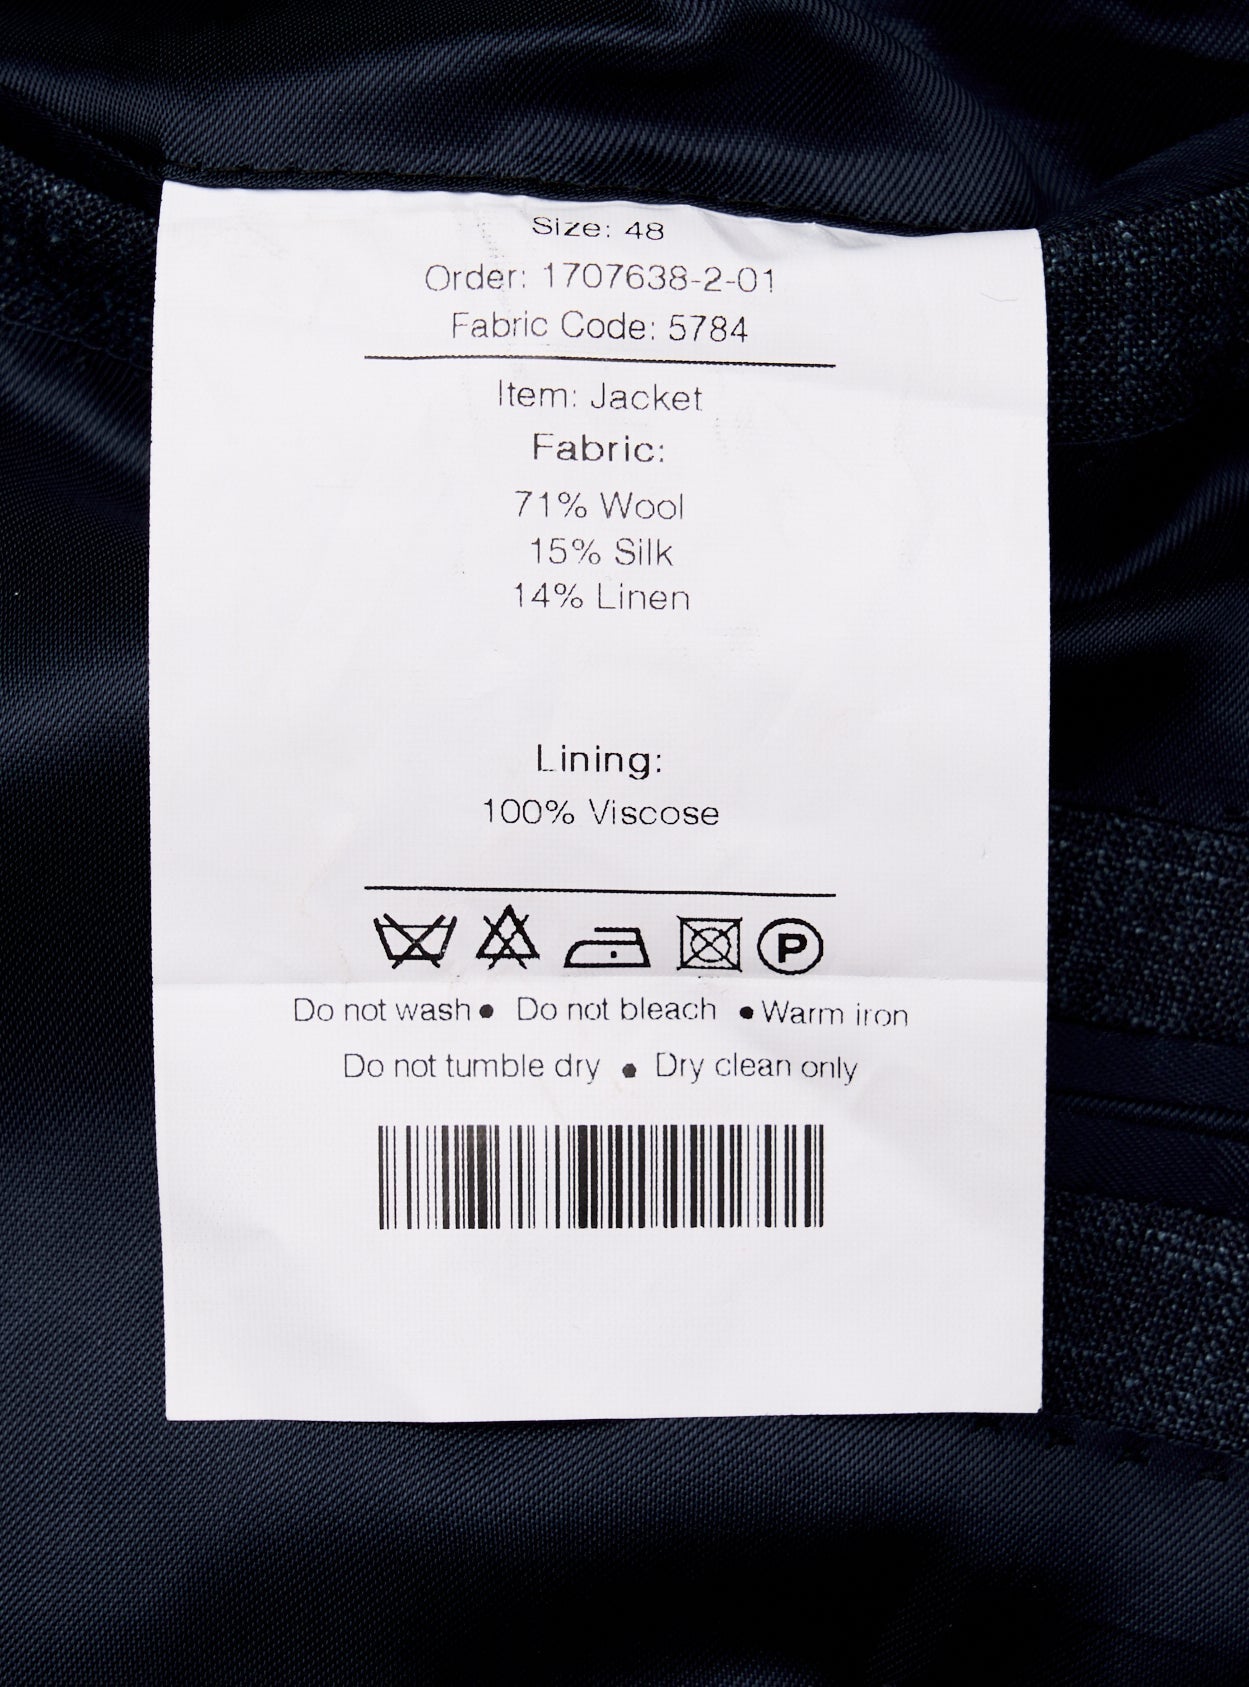 Size: 48
Order: 1707638-2-01
Fabric Code: 5784
Item: Jacket
Fabric:
71% Wool
15% Silk
14% Linen
Lining:
100% Viscose
P
Do not wash • Do not bleach • Warm iron
Do not tumble dry • Dry clean only